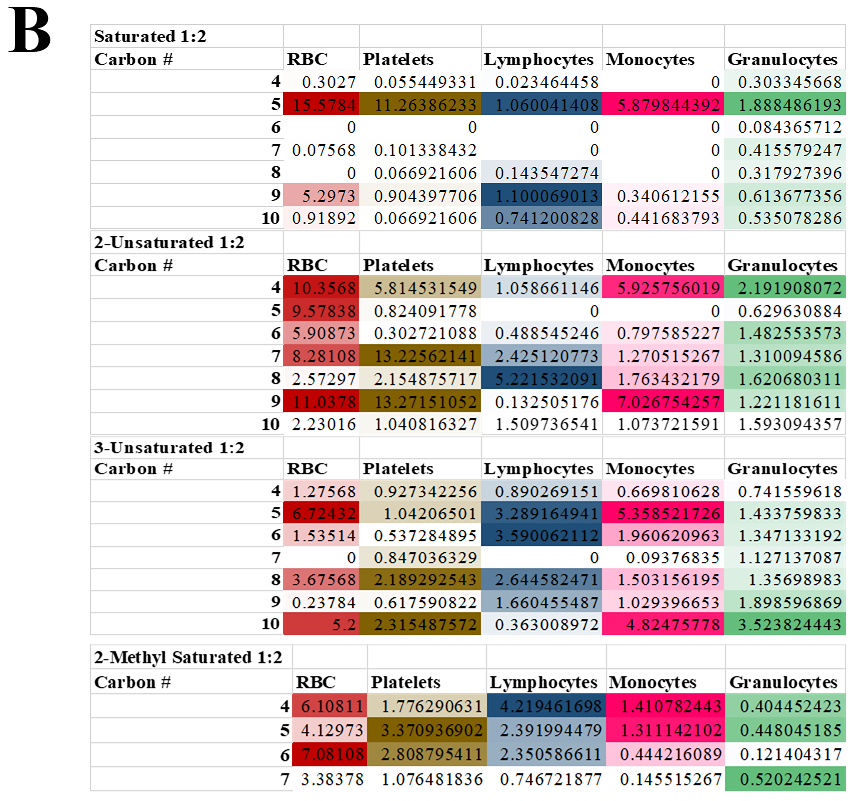 B
Saturated 1:2
Carbon # RBC Platelets Lymphocytes Monocytes Granulocytes
4 0.3027 0.055449331 0.023464458 0 0.303345668
5 15.5784 11.26386233 1.060041408 5.879844392 1.888486193
6 0 0 0 0 0.084365712
7 0.07568 0.101338432 0 0 0.415579247
8 0 0.066921606 0.143547274 0 0.317927396
9 5.2973 0.904397706 1.100069013 0.340612155 0.613677356
10 0.91892 0.066921606 0.741200828 0.441683793 0.535078286
2-Unsaturated 1:2
Carbon # RBC Platelets Lymphocytes Monocytes Granulocytes
4 10.3568 5.814531549 1.058661146 5.925756019 2.191908072
5 9.57838 0.824091778 0 0 0.629630884
6 5.90873 0.302721088 0.488545246 0.797585227 1.482553573
7 8.28108 13.22562141 2.425120773 1.270515267 1.310094586
8 2.57297 2.154875717 5.221532091 1.763432179 1.620680311
9 11.0378 13.27151052 0.132505176 7.026754257 1.221181611
10 2.23016 1.040816327 1.509736541 1.073721591 1.593094357
3-Unsaturated 1:2
Carbon # RBC Platelets Lymphocytes Monocytes Granulocytes
4 1.27568 0.927342256 0.890269151 0.669810628 0.741559618
5 6.72432 1.04206501 3.289164941 5.358521726 1.433759833
6 1.53514 0.537284895 3.590062112 1.960620963 1.347133192
7 0 0.847036329 0 0.09376835 1.127137087
8 3.67568 2.189292543 2.644582471 1.503156195 1.35698983
9 0.23784 0.617590822 1.660455487 1.029396653 1.898596869
10 5.2 2.315487572 0.363008972 4.82475778 3.523824443
2-Methyl Saturated 1:2
Carbon # RBC Platelets Lymphocytes Monocytes Granulocytes
4 6.10811 1.776290631 4.219461698 1.410782443 0.404452423
5 4.12973 3.370936902 2.391994479 1.311142102 0.448045185
6 7.08108 2.808795411 2.350586611 0.444216089 0.121404317
7 3.38378 1.076481836 0.746721877 0.145515267 0.520242521